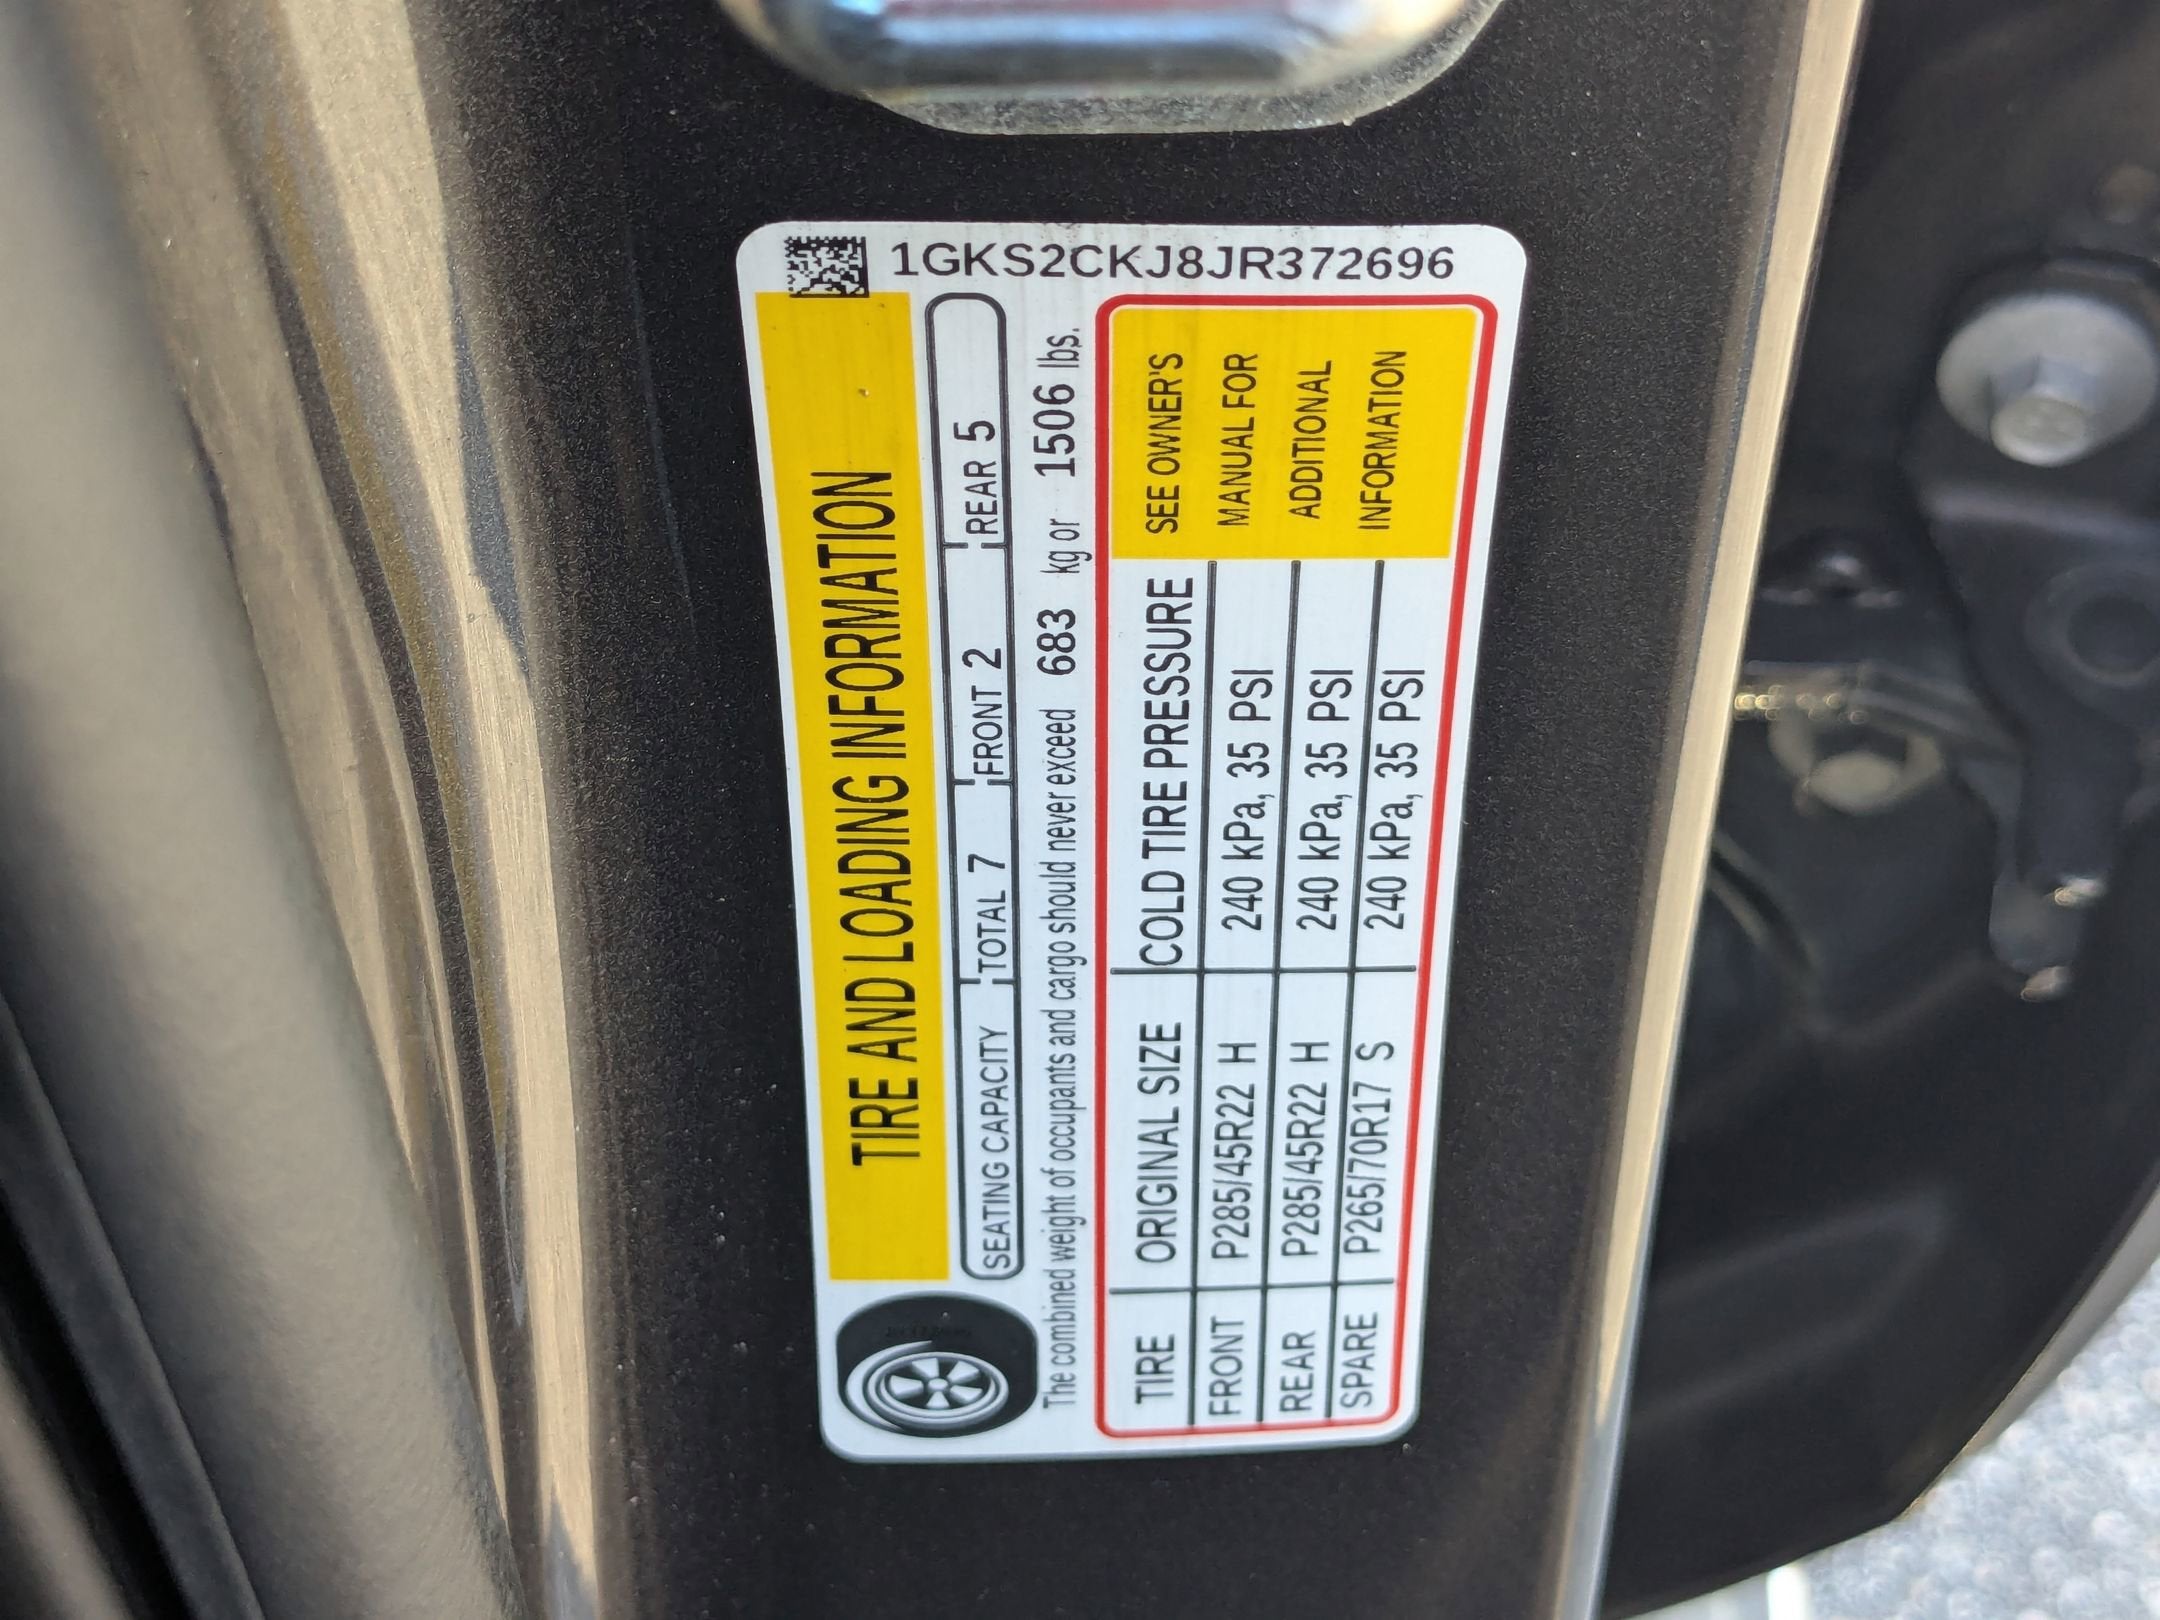 1GKS2CKJ8JR372696
TIRE AND LOADING INFORMATION
SEATING CAPACITY TOTAL 7 FRONT 2 REAR 5
The combined weight of occupants and cargo should never exceed 683 kg or 1506 lbs.
TIRE ORIGINAL SIZE COLD TIRE PRESSURE
FRONT P285/45R22 H 240 kPa, 35 PSI
REAR P285/45R22 H 240 kPa, 35 PSI
SPARE P265/70R17 S 240 kPa, 35 PSI
SEE OWNER'S
MANUAL FOR
ADDITIONAL
INFORMATION